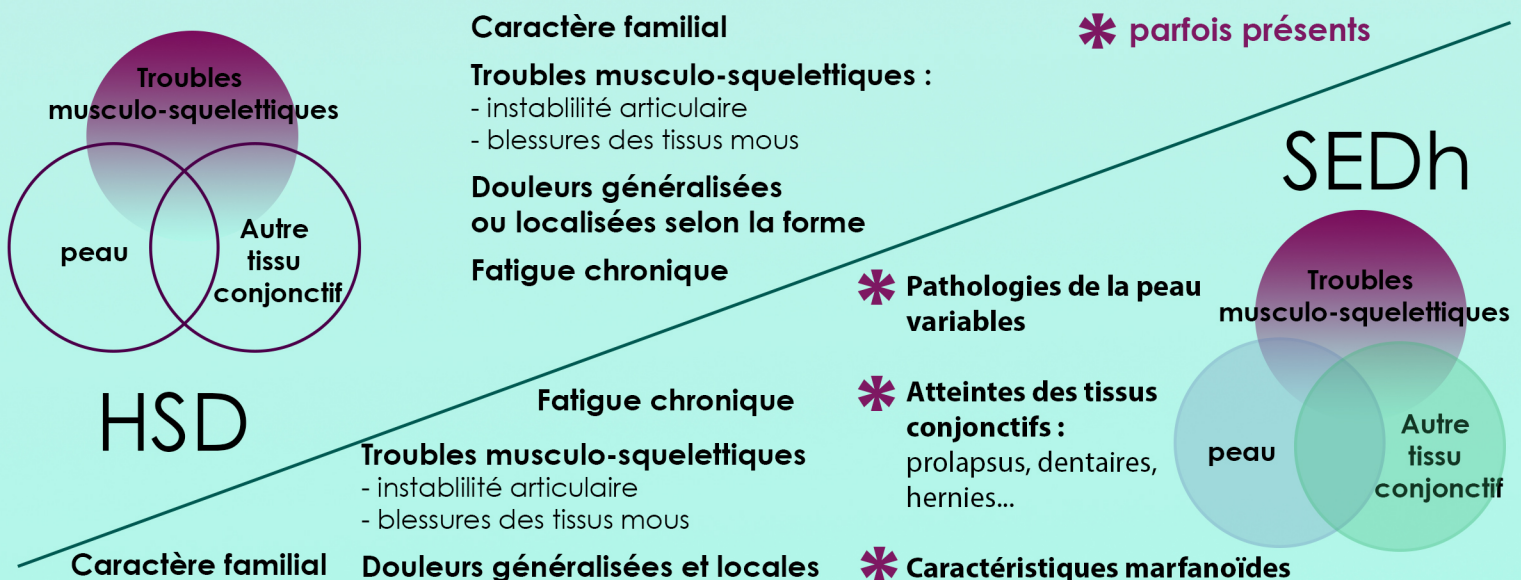 Troubles
musculo-squelettiques
peau
Autre
tissu
conjonctif
HSD
Caractère familial
Troubles musculo-squelettiques :
- instablilité articulaire
- blessures des tissus mous
Douleurs généralisées
ou localisées selon la forme
Fatigue chronique
* parfois présents
SEDh
Troubles
musculo-squelettiques
peau
Autre
tissu
conjonctif
* Pathologies de la peau
variables
* Atteintes des tissus
conjonctifs :
prolapsus, dentaires,
hernies...
* Caractéristiques marfanoïdes
Fatigue chronique
Troubles musculo-squelettiques
- instablilité articulaire
- blessures des tissus mous
Douleurs généralisées et locales
Caractère familial